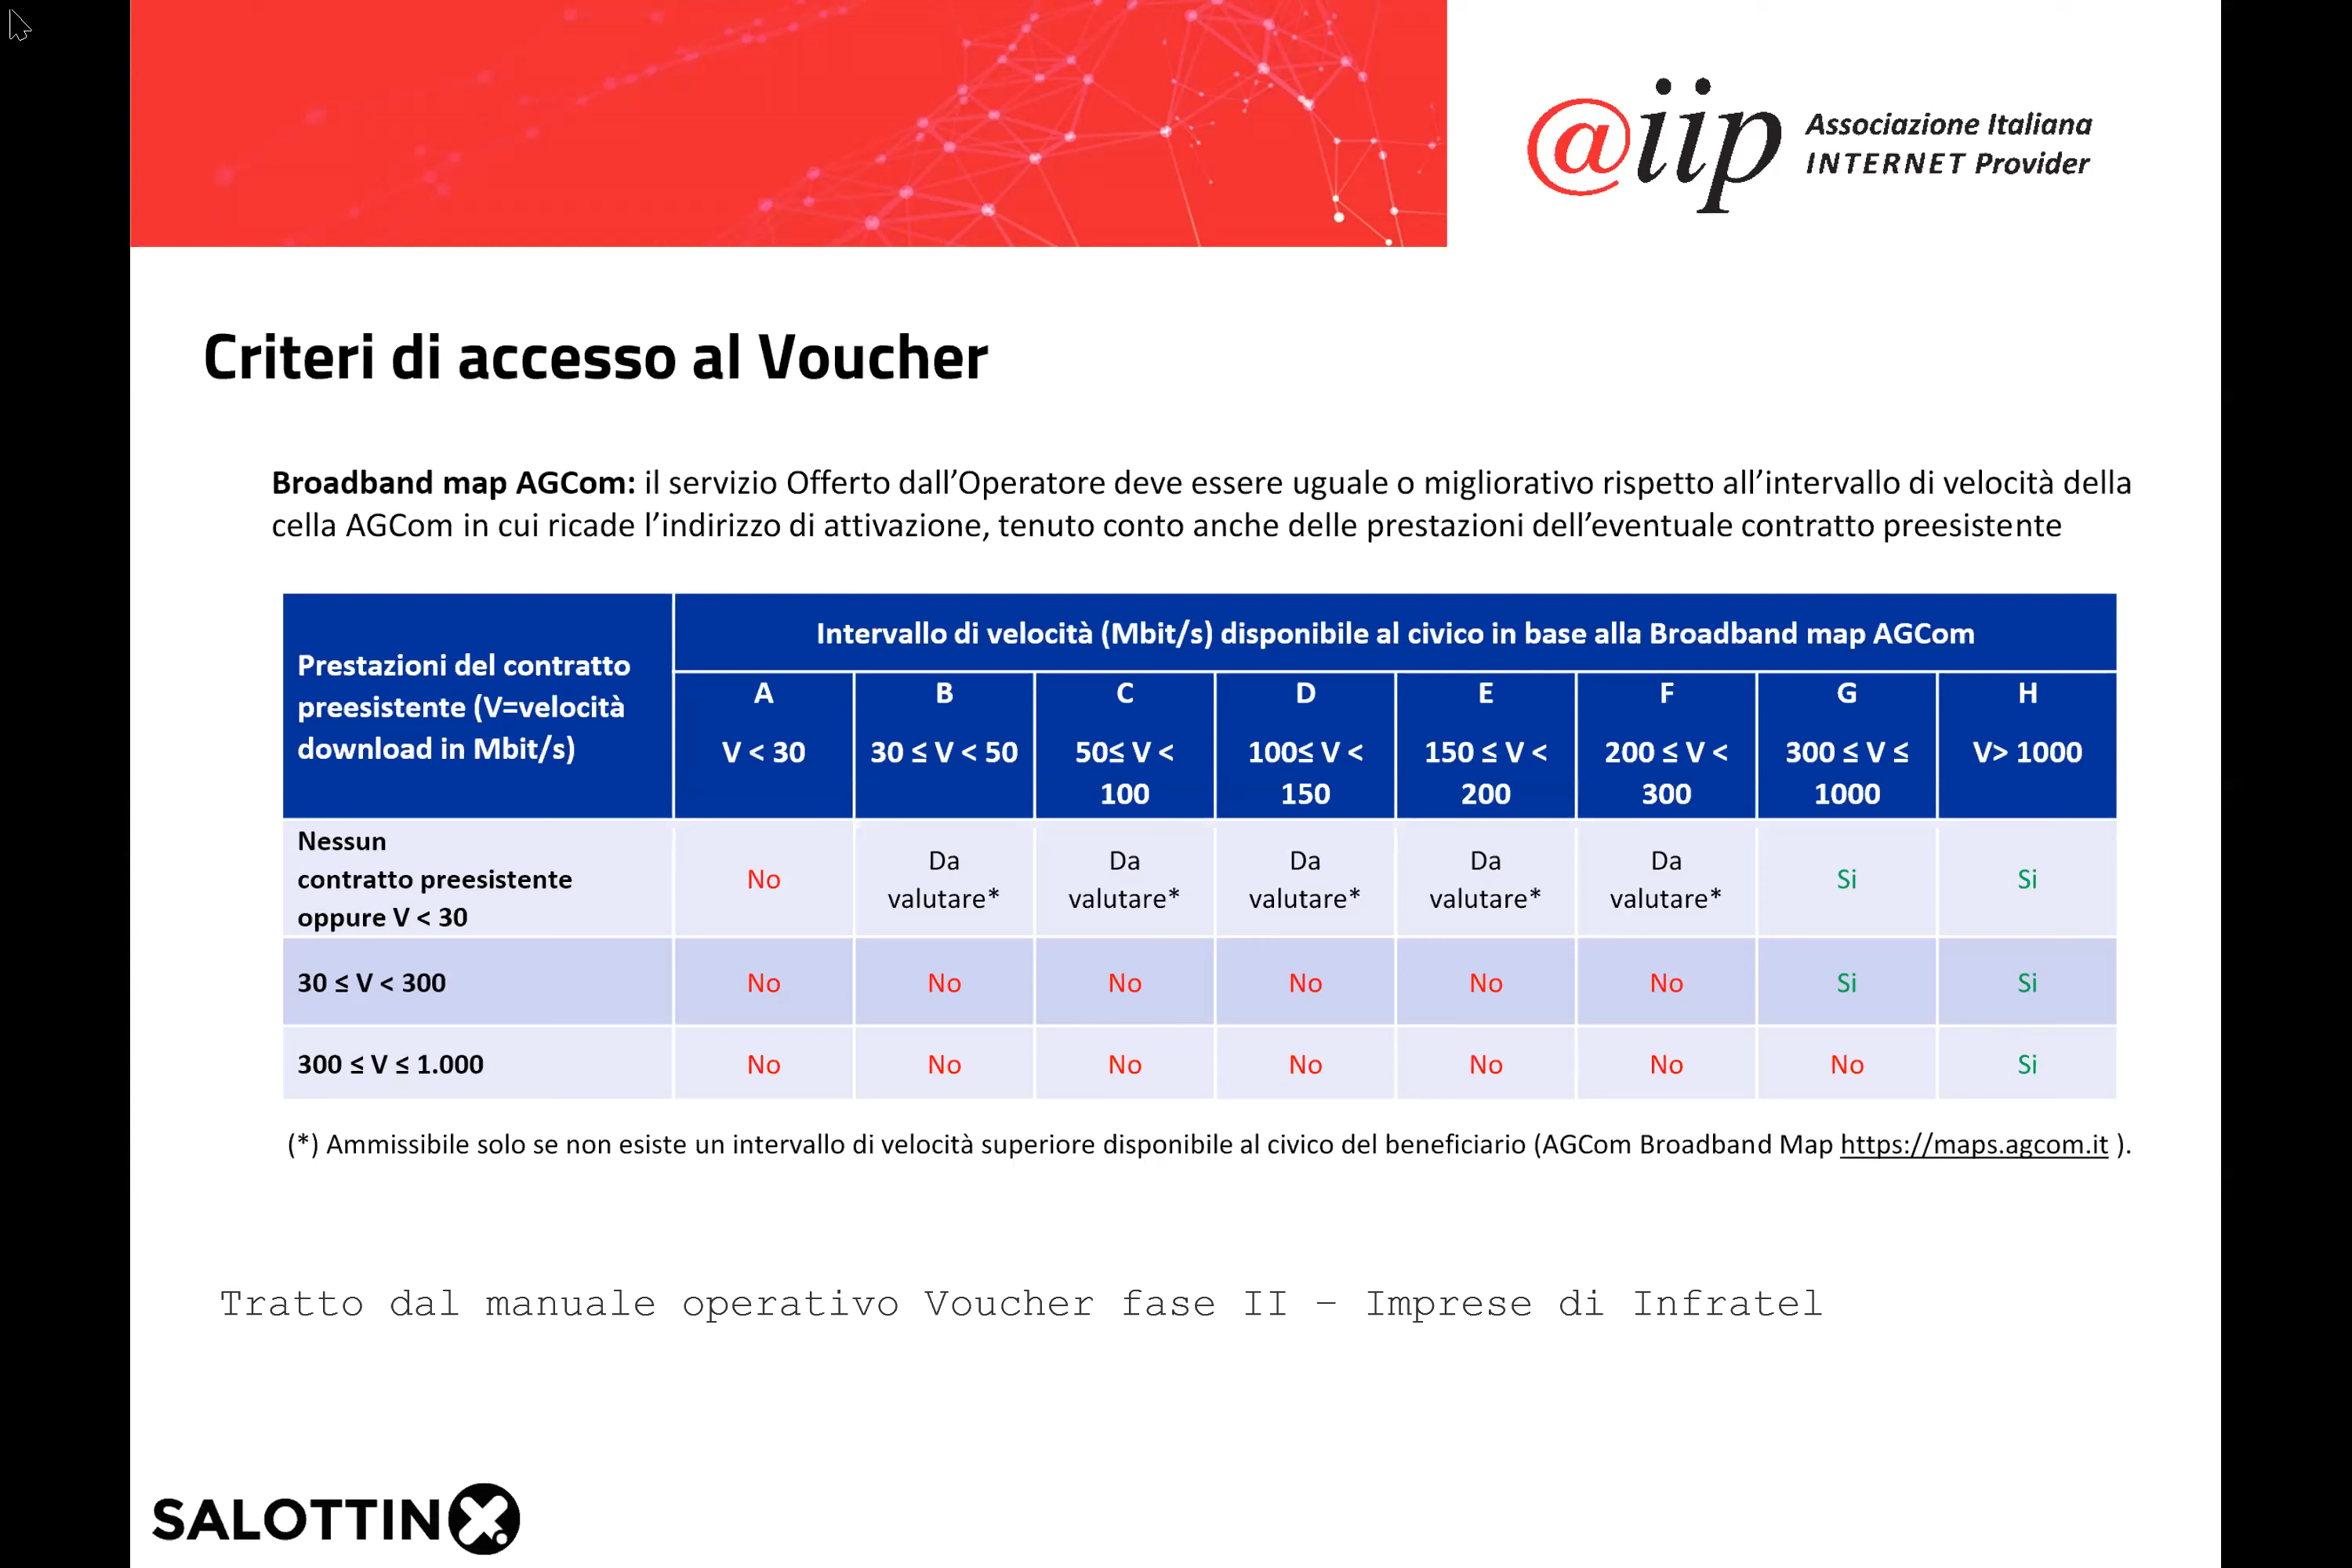 @iip Associazione Italiana
INTERNET Provider
Criteri di accesso al Voucher
Broadband map AGCom: il servizio Offerto dall’Operatore deve essere uguale o migliorativo rispetto all’intervallo di velocità della
cella AGCom in cui ricade l’indirizzo di attivazione, tenuto conto anche delle prestazioni dell’eventuale contratto preesistente
Prestazioni del contratto
preesistente (V=velocità
download in Mbit/s)
Intervallo di velocità (Mbit/s) disponibile al civico in base alla Broadband map AGCom
A
V < 30
B
30 ≤ V < 50
C
50≤ V <
100
D
100≤ V <
150
E
150 ≤ V <
200
F
200 ≤ V <
300
G
300 ≤ V ≤
1000
H
V> 1000
Nessun
contratto preesistente
oppure V < 30
No
Da
valutare*
Da
valutare*
Da
valutare*
Da
valutare*
Da
valutare*
Si
Si
30 ≤ V < 300
No
No
No
No
No
No
Si
Si
300 ≤ V ≤ 1.000
No
No
No
No
No
No
No
Si
(*) Ammissibile solo se non esiste un intervallo di velocità superiore disponibile al civico del beneficiario (AGCom Broadband Map https://maps.agcom.it ).
Tratto dal manuale operativo Voucher fase II – Imprese di Infratel
SALOTTINX